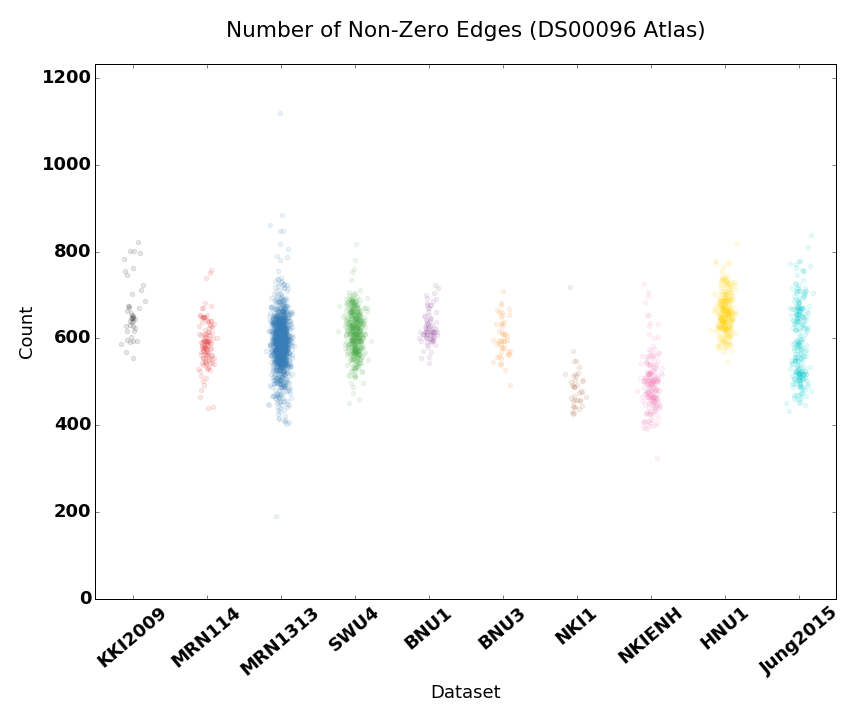 Number of Non-Zero Edges (DS00096 Atlas)
1200
1000
800
600
400
200
0
Count
KKI2009
MRN114
MRN1313
SWU4
BNU1
BNU3
NKI1
NKIENH
HNU1
Jung2015
Dataset